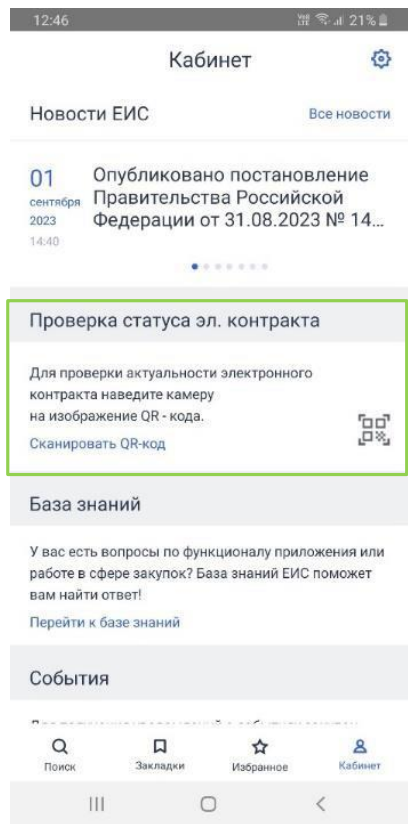 12:46
21%
Кабинет
Новости ЕИС
Все новости
01
сентября
2023
14:40
Опубликовано постановление
Правительства Российской
Федерации от 31.08.2023 № 14...
Проверка статуса эл. контракта
Для проверки актуальности электронного
контракта наведите камеру
на изображение QR - кода.
Сканировать QR-код
База знаний
У вас есть вопросы по функционалу приложения или
работе в сфере закупок? База знаний ЕИС поможет
вам найти ответ!
Перейти к базе знаний
События
Поиск
Закладки
Избранное
Кабинет